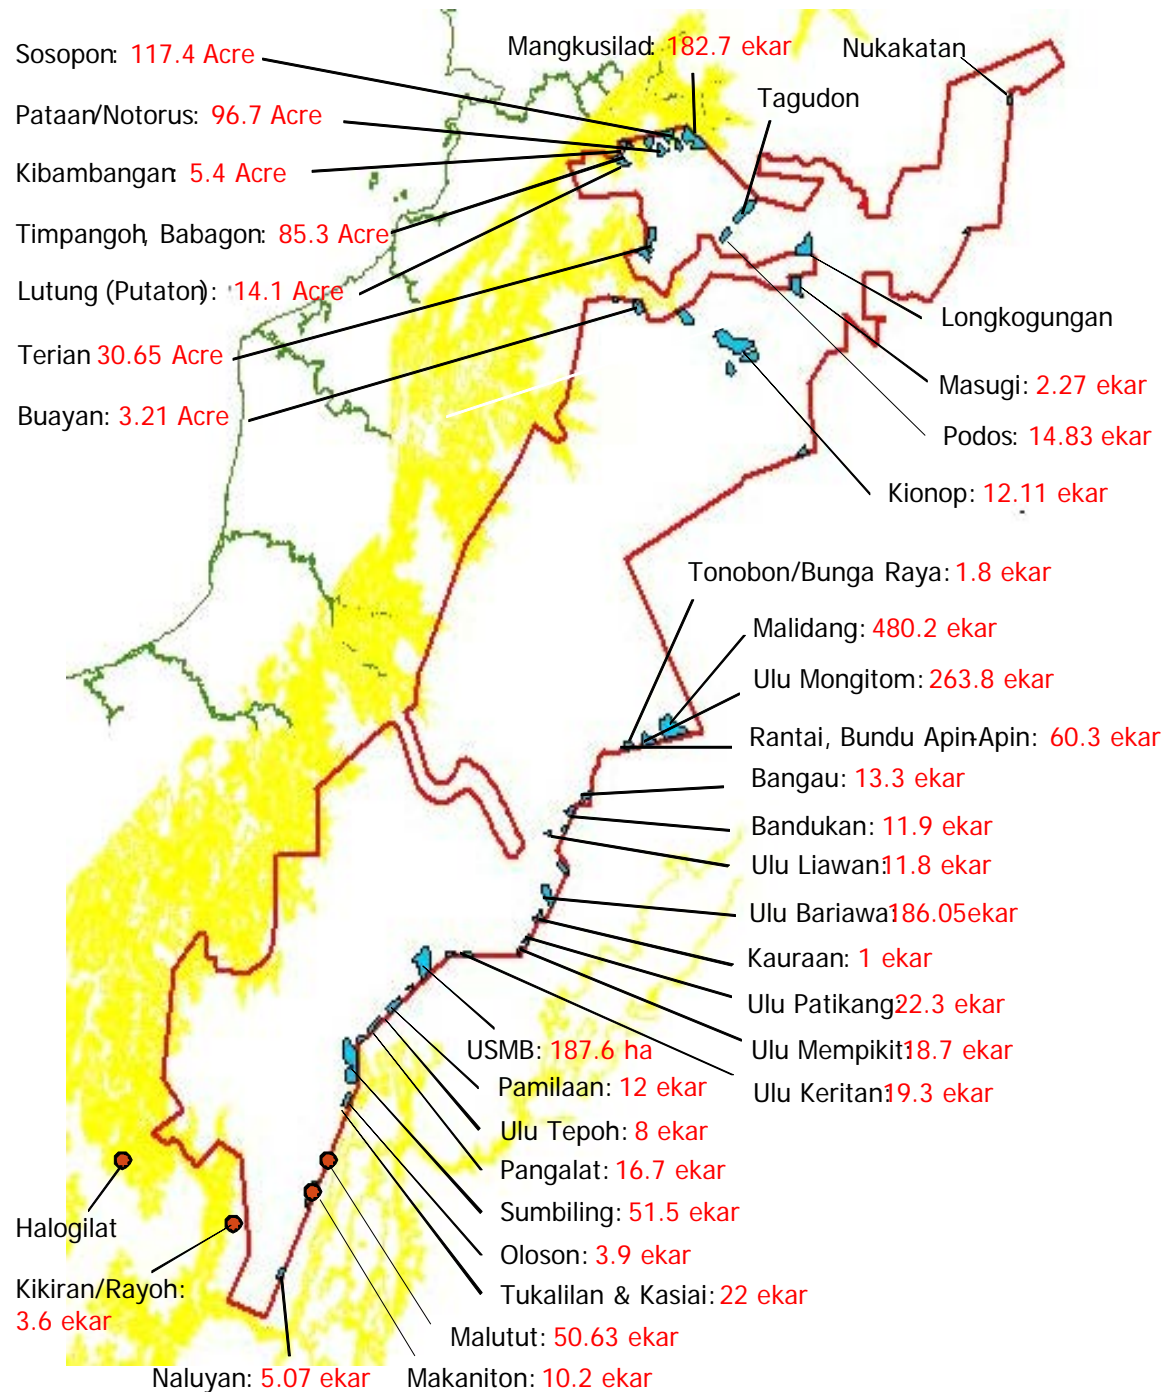 Sosopon: 117.4 Acre
Mangkusilad: 182.7 ekar
Nukakatan
Tagudon
Pataan/Notorus: 96.7 Acre
Kibambangan: 5.4 Acre
Timpangoh, Babagon: 85.3 Acre
Lutung (Putaton): 14.1 Acre
Terian 30.65 Acre
Buayan: 3.21 Acre
Longkogungan
Masugi: 2.27 ekar
Podos: 14.83 ekar
Kionop: 12.11 ekar
Tonobon/Bunga Raya: 1.8 ekar
Malidang: 480.2 ekar
Ulu Mongitom: 263.8 ekar
Rantai, Bundu Apin-Apin: 60.3 ekar
Bangau: 13.3 ekar
Bandukan: 11.9 ekar
Ulu Liawan: 11.8 ekar
Ulu Bariawa: 186.05ekar
Kauraan: 1 ekar
Ulu Patikang: 22.3 ekar
Ulu Mempikit: 18.7 ekar
Ulu Keritan: 19.3 ekar
USMB: 187.6 ha
Pamilaan: 12 ekar
Ulu Tepoh: 8 ekar
Pangalat: 16.7 ekar
Sumbiling: 51.5 ekar
Oloson: 3.9 ekar
Tukalilan & Kasiai: 22 ekar
Malutut: 50.63 ekar
Makaniton: 10.2 ekar
Halogilat
Kikiran/Rayoh:
3.6 ekar
Naluyan: 5.07 ekar